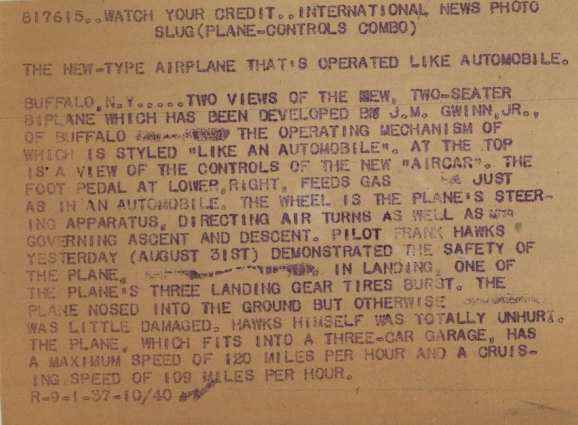 817615..WATCH YOUR CREDIT..INTERNATIONAL NEWS PHOTO
SLUG(PLANE-CONTROLS COMBO)
THE NEW-TYPE AIRPLANE THAT'S OPERATED LIKE AUTOMOBILE.
BUFFALO,N.Y.....TWO VIEWS OF THE NEW, TWO-SEATER
BIPLANE WHICH HAS BEEN DEVELOPED BY J.M. GWINN,JR.,
OF BUFFALO THE OPERATING MECHANISM OF
WHICH IS STYLED "LIKE AN AUTOMOBILE". AT THE TOP
IS A VIEW OF THE CONTROLS OF THE NEW "AIRCAR". THE
FOOT PEDAL AT LOWER,RIGHT, FEEDS GAS JUST
AS IN AN AUTOMOBILE. THE WHEEL IS THE PLANE'S STEER-
ING APPARATUS, DIRECTING AIR TURNS AS WELL AS
GOVERNING ASCENT AND DESCENT. PILOT FRANK HAWKS
YESTERDAY (AUGUST 31ST) DEMONSTRATED THE SAFETY OF
THE PLANE, . IN LANDING, ONE OF
THE PLANE'S THREE LANDING GEAR TIRES BURST. THE
PLANE NOSED INTO THE GROUND BUT OTHERWISE
WAS LITTLE DAMAGED. HAWKS HIMSELF WAS TOTALLY UNHURT.
THE PLANE, WHICH FITS INTO A THREE-CAR GARAGE, HAS
A MAXIMUM SPEED OF 120 MILES PER HOUR AND A CRUIS-
ING SPEED OF 109 MILES PER HOUR.
R-9-1-37-10/40